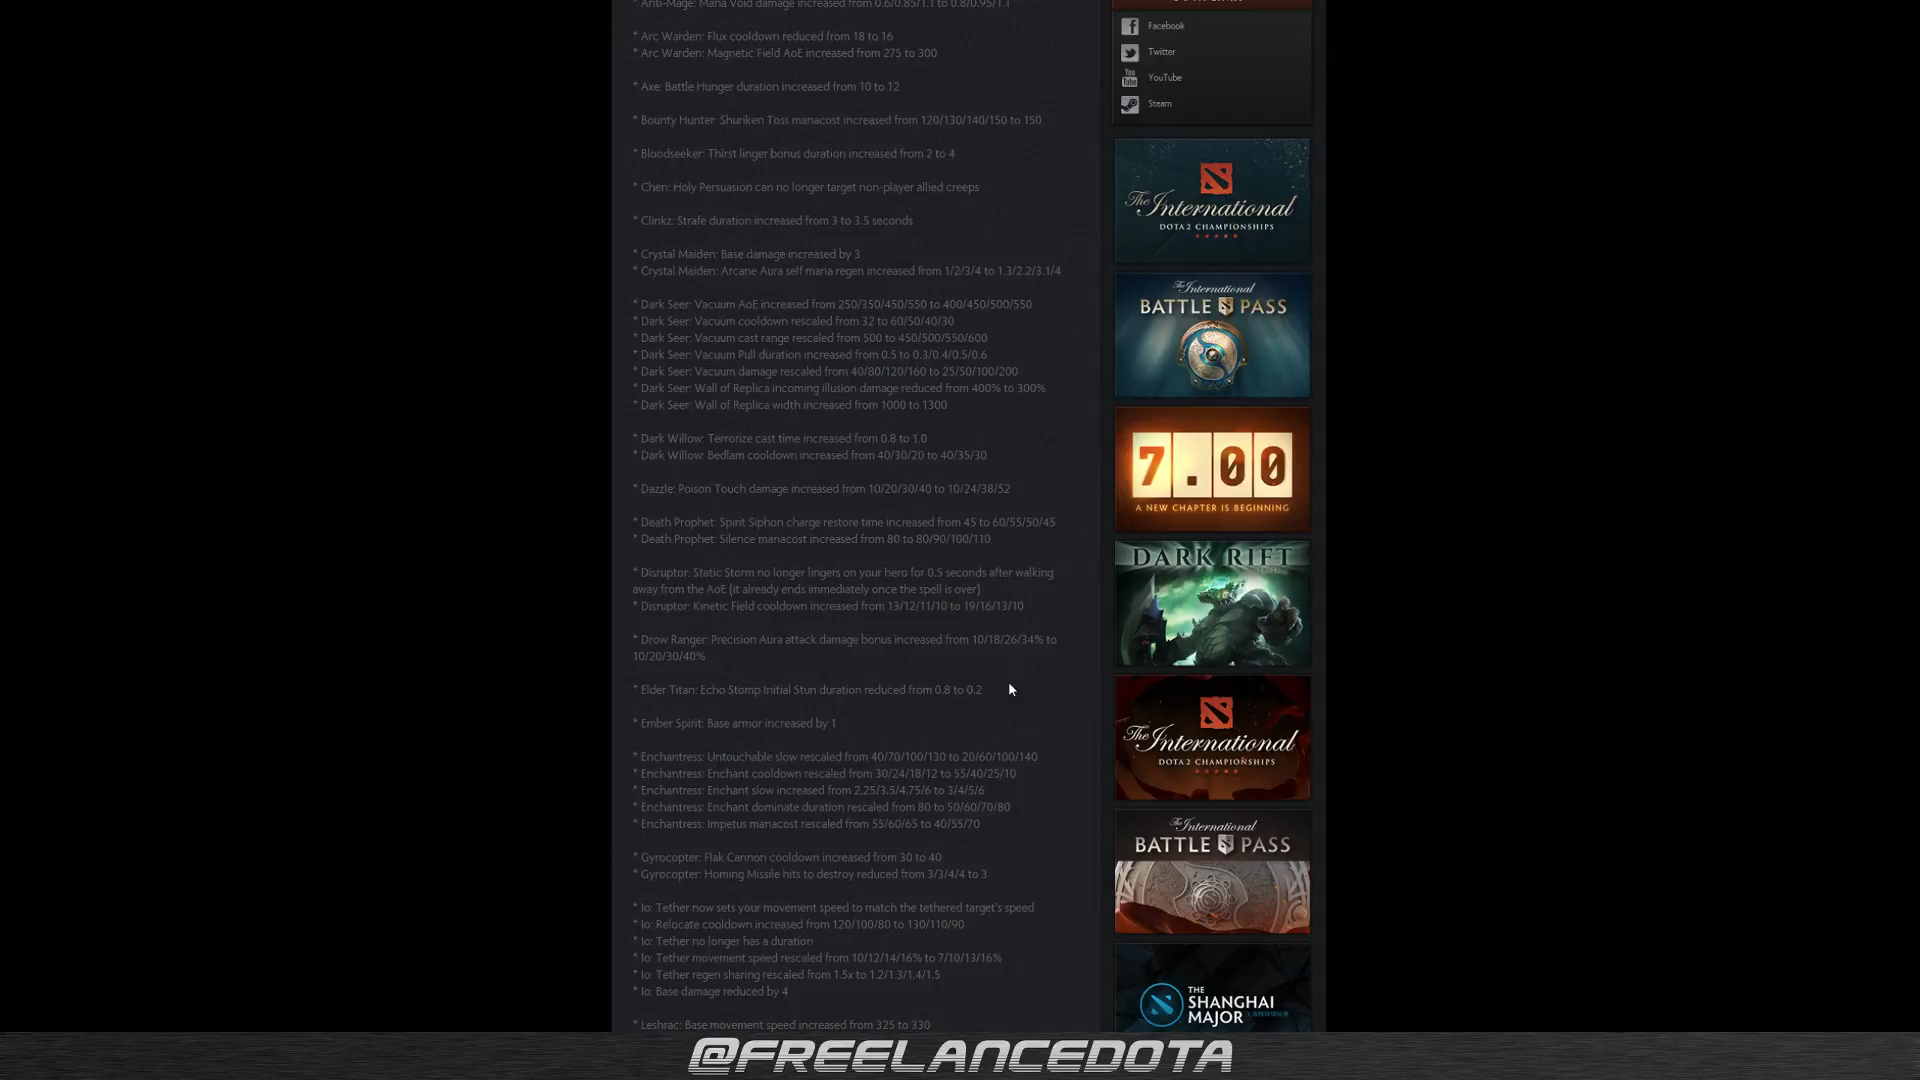 * Anti-Mage: Mana Void damage increased from 0.6/0.85/1.1 to 0.8/0.95/1.1
* Arc Warden: Flux cooldown reduced from 18 to 16
* Arc Warden: Magnetic Field AoE increased from 275 to 300
* Axe: Battle Hunger duration increased from 10 to 12
* Bounty Hunter: Shuriken Toss manacost increased from 120/130/140/150 to 150
* Bloodseeker: Thirst linger bonus duration increased from 2 to 4
* Chen: Holy Persuasion can no longer target non-player allied creeps
* Clinkz: Strafe duration increased from 3 to 3.5 seconds
* Crystal Maiden: Base damage increased by 3
* Crystal Maiden: Arcane Aura self mana regen increased from 1/2/3/4 to 1.3/2.2/3.1/4
* Dark Seer: Vacuum AoE increased from 250/350/450/550 to 400/450/500/550
* Dark Seer: Vacuum cooldown rescaled from 32 to 60/50/40/30
* Dark Seer: Vacuum cast range rescaled from 500 to 450/500/550/600
* Dark Seer: Vacuum Pull duration increased from 0.5 to 0.3/0.4/0.5/0.6
* Dark Seer: Vacuum damage rescaled from 40/80/120/160 to 25/50/100/200
* Dark Seer: Wall of Replica incoming illusion damage reduced from 400% to 300%
* Dark Seer: Wall of Replica width increased from 1000 to 1300
* Dark Willow: Terrorize cast time increased from 0.8 to 1.0
* Dark Willow: Bedlam cooldown increased from 40/30/20 to 40/35/30
* Dazzle: Poison Touch damage increased from 10/20/30/40 to 10/24/38/52
* Death Prophet: Spirit Siphon charge restore time increased from 45 to 60/55/50/45
* Death Prophet: Silence manacost increased from 80 to 80/90/100/110
* Disruptor: Static Storm no longer lingers on your hero for 0.5 seconds after walking
away from the AoE (it already ends immediately once the spell is over)
* Disruptor: Kinetic Field cooldown increased from 13/12/11/10 to 19/16/13/10
* Drow Ranger: Precision Aura attack damage bonus increased from 10/18/26/34% to
10/20/30/40%
* Elder Titan: Echo Stomp Initial Stun duration reduced from 0.8 to 0.2
* Ember Spirit: Base armor increased by 1
* Enchantress: Untouchable slow rescaled from 40/70/100/130 to 20/60/100/140
* Enchantress: Enchant cooldown rescaled from 30/24/18/12 to 55/40/25/10
* Enchantress: Enchant slow increased from 2.25/3.5/4.75/6 to 3/4/5/6
* Enchantress: Enchant dominate duration rescaled from 80 to 50/60/70/80
* Enchantress: Impetus manacost rescaled from 55/60/65 to 40/55/70
* Gyrocopter: Flak Cannon cooldown increased from 30 to 40
* Gyrocopter: Homing Missile hits to destroy reduced from 3/3/4/4 to 3
* Io: Tether now sets your movement speed to match the tethered target's speed
* Io: Relocate cooldown increased from 120/100/80 to 130/110/90
* Io: Tether no longer has a duration
* Io: Tether movement speed rescaled from 10/12/14/16% to 7/10/13/16%
* Io: Tether regen sharing rescaled from 1.5x to 1.2/1.3/1.4/1.5
* Io: Base damage reduced by 4
* Leshrac: Base movement speed increased from 325 to 330
Facebook
Twitter
You
Tube
YouTube
Steam
The International
DOTA 2 CHAMPIONSHIPS
The International
BATTLE PASS
7.00
A NEW CHAPTER IS BEGINNING
DARK RIFT
The International
DOTA 2 CHAMPIONSHIPS
The International
BATTLE PASS
THE
SHANGHAI
MAJOR
@FREELANCEDOTA